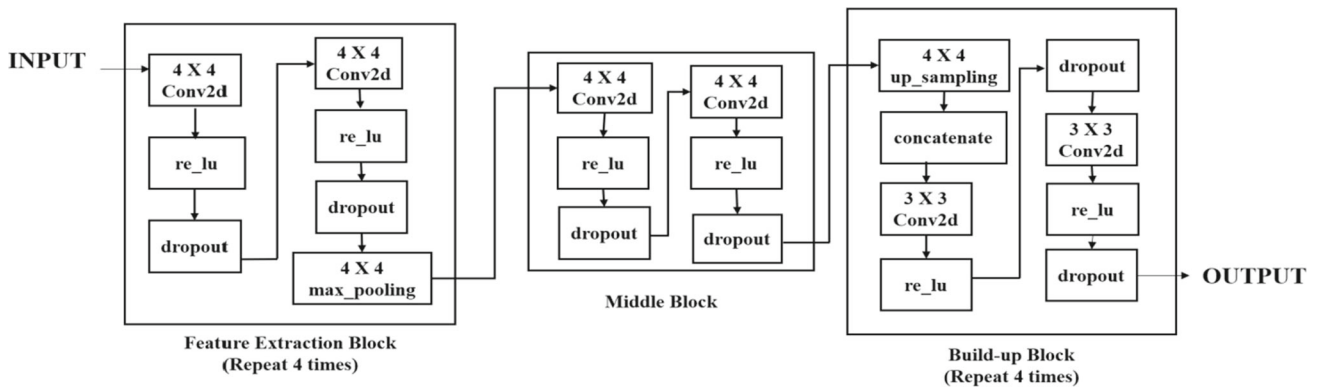 INPUT
4 X 4
Conv2d
re_lu
dropout
4 X 4
Conv2d
re_lu
dropout
4 X 4
max_pooling
Feature Extraction Block
(Repeat 4 times)
4 X 4
Conv2d
re_lu
dropout
4 X 4
Conv2d
re_lu
dropout
Middle Block
4 X 4
up_sampling
concatenate
3 X 3
Conv2d
re_lu
dropout
3 X 3
Conv2d
re_lu
dropout
OUTPUT
Build-up Block
(Repeat 4 times)